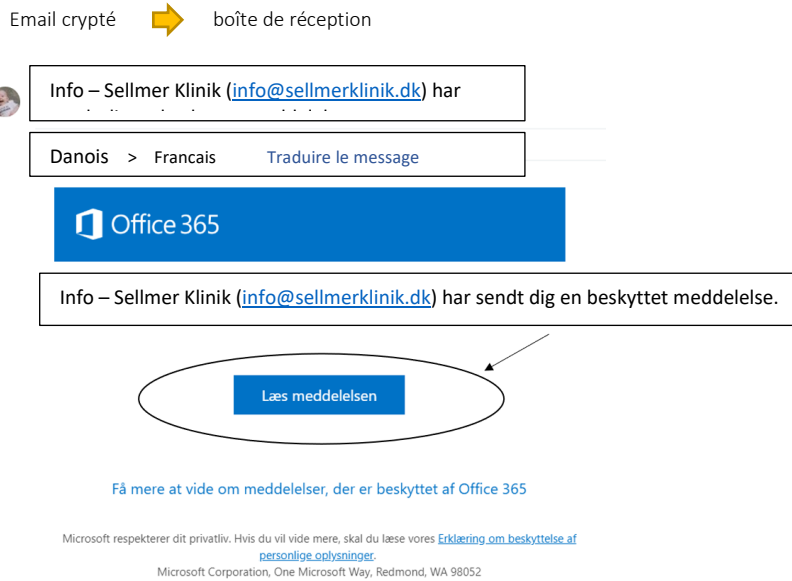 Email crypté boîte de réception
Info – Sellmer Klinik (info@sellmerklinik.dk) har
Danois > Francais Traduire le message
Office 365
Info – Sellmer Klinik (info@sellmerklinik.dk) har sendt dig en beskyttet meddelelse.
Læs meddelelsen
Få mere at vide om meddelelser, der er beskyttet af Office 365
Microsoft respekterer dit privatliv. Hvis du vil vide mere, skal du læse vores Erklæring om beskyttelse af
personlige oplysninger.
Microsoft Corporation, One Microsoft Way, Redmond, WA 98052